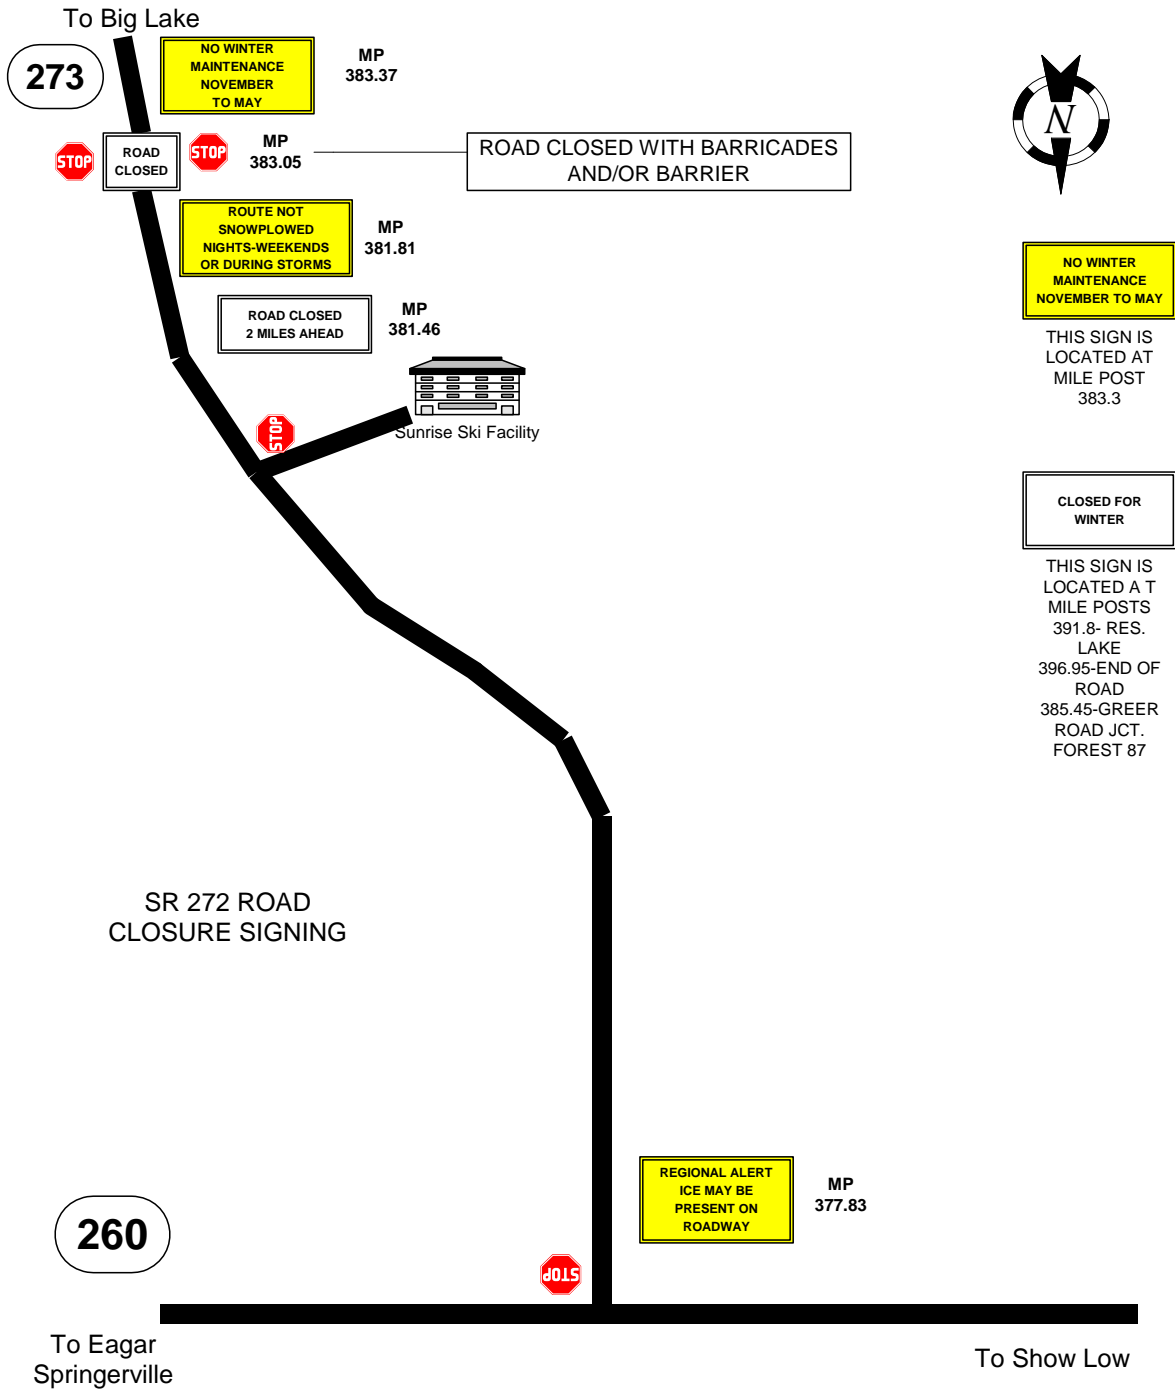 To Big Lake
273
NO WINTER
MAINTENANCE
NOVEMBER
TO MAY
MP
383.37
N
STOP
ROAD
CLOSED
STOP
MP
383.05
ROAD CLOSED WITH BARRICADES
AND/OR BARRIER
ROUTE NOT
SNOWPLOWED
NIGHTS-WEEKENDS
OR DURING STORMS
MP
381.81
NO WINTER
MAINTENANCE
NOVEMBER TO MAY
THIS SIGN IS
LOCATED AT
MILE POST
383.3
ROAD CLOSED
2 MILES AHEAD
MP
381.46
STOP
Sunrise Ski Facility
CLOSED FOR
WINTER
THIS SIGN IS
LOCATED A T
MILE POSTS
391.8- RES.
LAKE
396.95-END OF
ROAD
385.45-GREER
ROAD JCT.
FOREST 87
SR 272 ROAD
CLOSURE SIGNING
REGIONAL ALERT
ICE MAY BE
PRESENT ON
ROADWAY
MP
377.83
260
STOP
To Eagar
Springerville
To Show Low